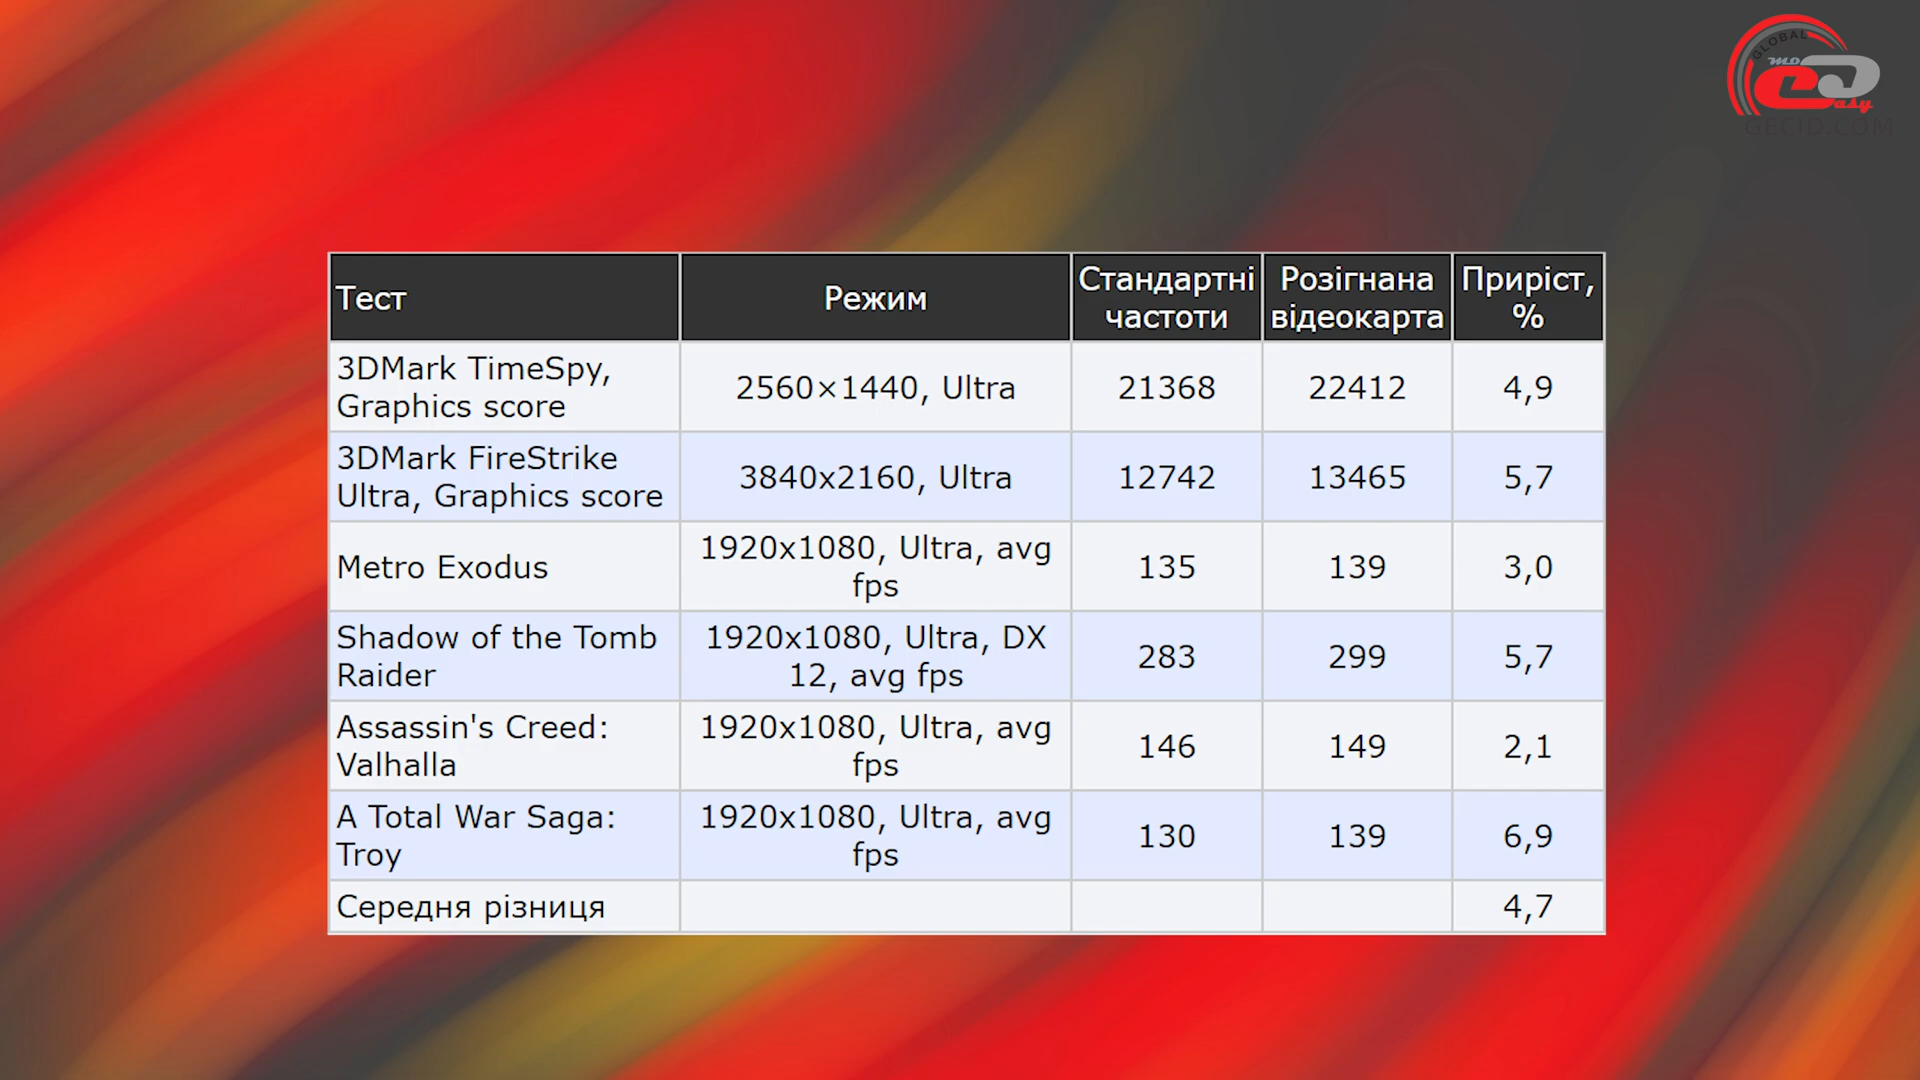 GLOBAL
mo
easy
GECID.COM
Тест
Режим
Стандартні
частоти
Розігнана
відеокарта
Приріст,
%
3DMark TimeSpy,
Graphics score
2560×1440, Ultra
21368
22412
4,9
3DMark FireStrike
Ultra, Graphics score
3840x2160, Ultra
12742
13465
5,7
Metro Exodus
1920x1080, Ultra, avg
fps
135
139
3,0
Shadow of the Tomb
Raider
1920x1080, Ultra, DX
12, avg fps
283
299
5,7
Assassin's Creed:
Valhalla
1920x1080, Ultra, avg
fps
146
149
2,1
A Total War Saga:
Troy
1920x1080, Ultra, avg
fps
130
139
6,9
Середня різниця
4,7